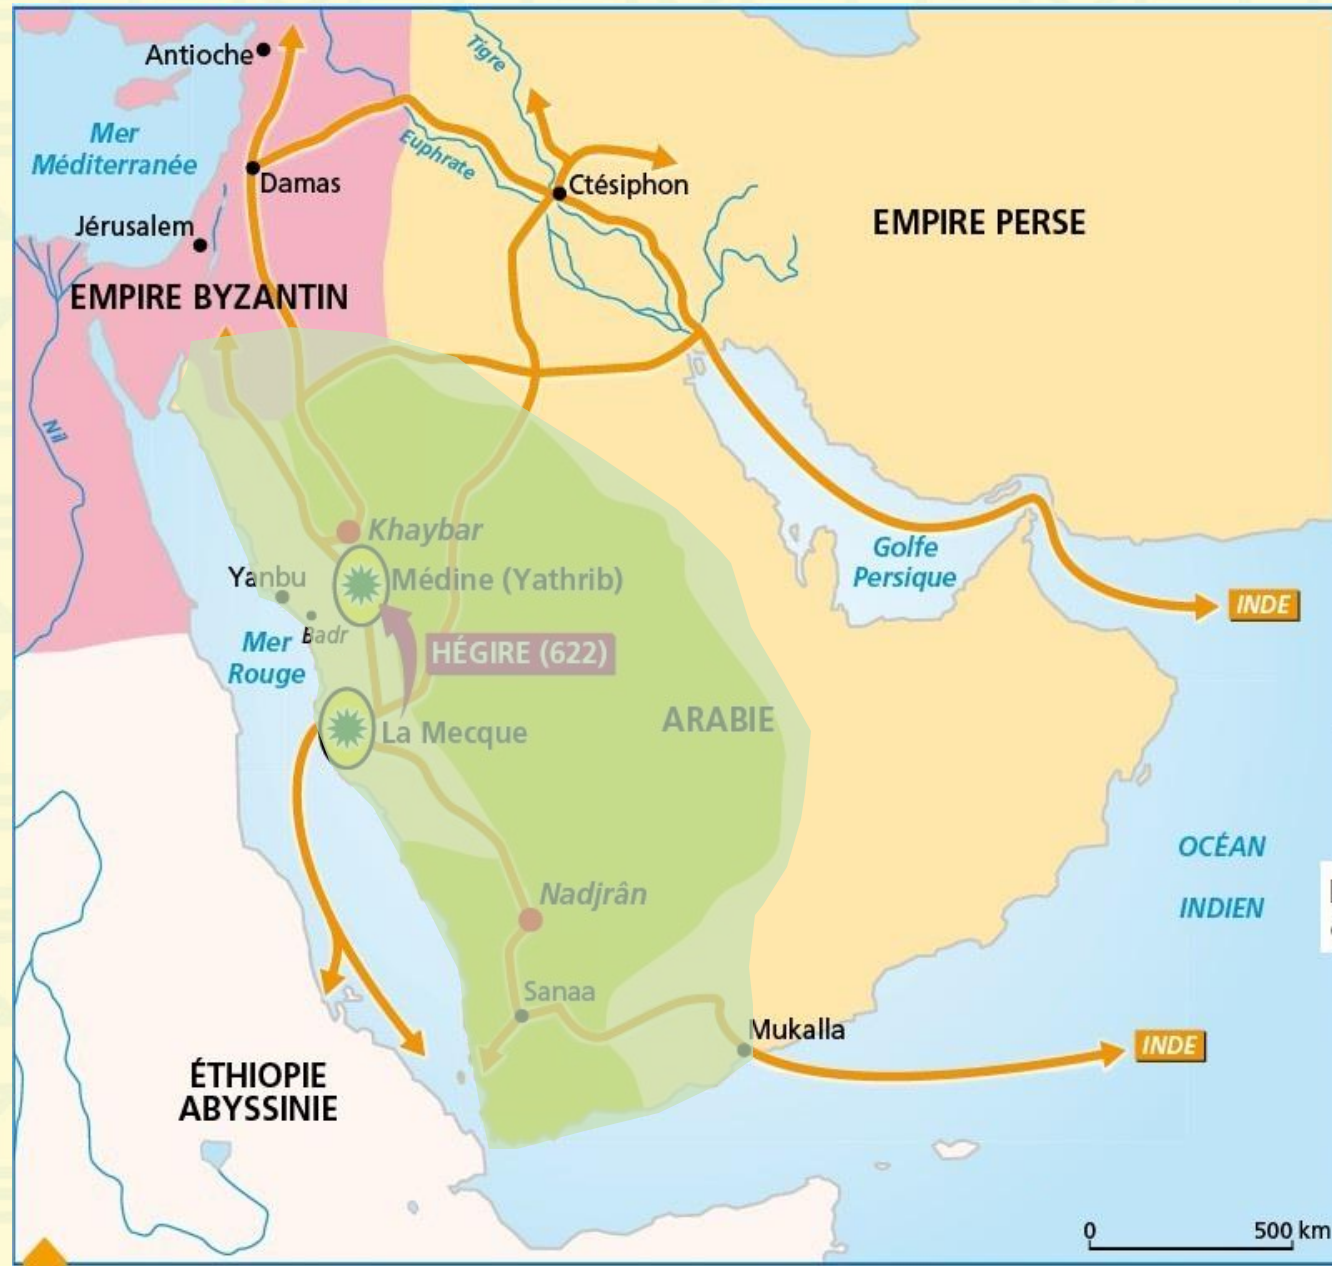 Antioche
Tigre
Mer
Méditerranée
Euphrate
Damas
Ctésiphon
Jérusalem
EMPIRE PERSE
EMPIRE BYZANTIN
Nil
Khaybar
Golfe
Persique
Yanbu
Médine (Yathrib)
INDE
Badr
Mer
Rouge
HÉGIRE (622)
ARABIE
La Mecque
OCÉAN
INDIEN
Nadjrân
Sanaa
Mukalla
INDE
ÉTHIOPIE
ABYSSINIE
0 500 km